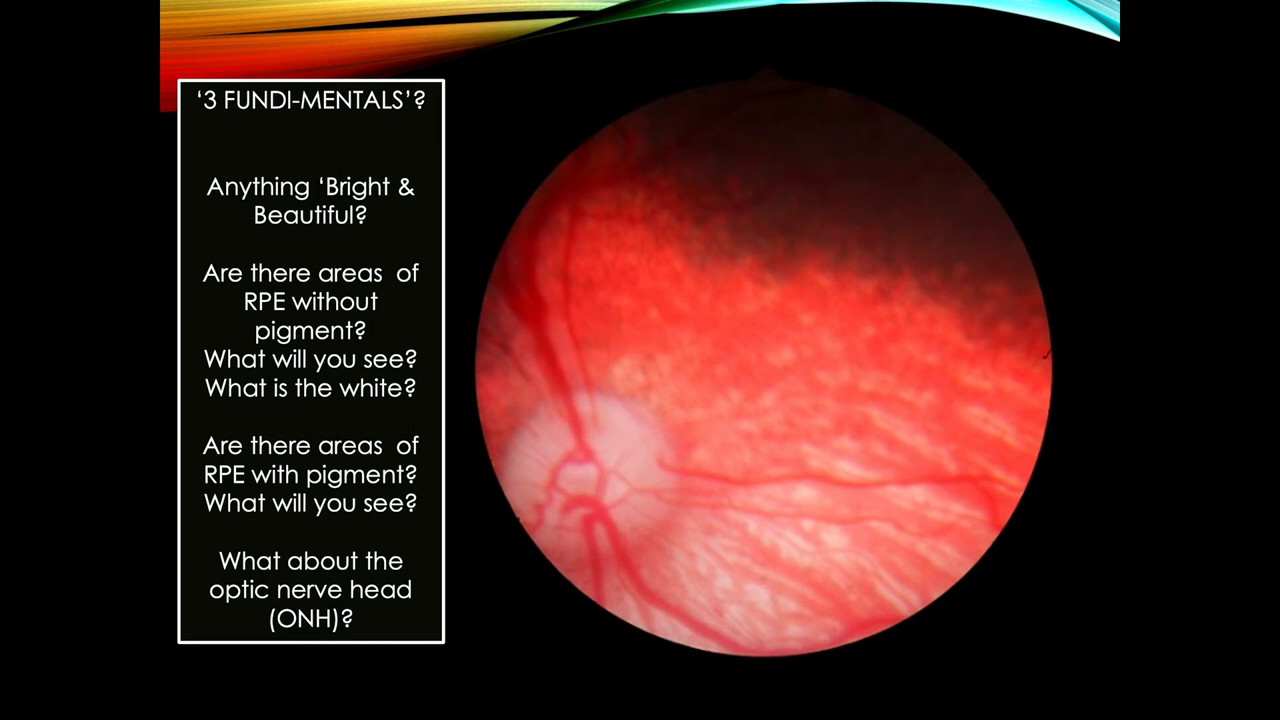 ‘3 FUNDI-MENTALS’?
Anything ‘Bright &
Beautiful?
Are there areas of
RPE without
pigment?
What will you see?
What is the white?
Are there areas of
RPE with pigment?
What will you see?
What about the
optic nerve head
(ONH)?